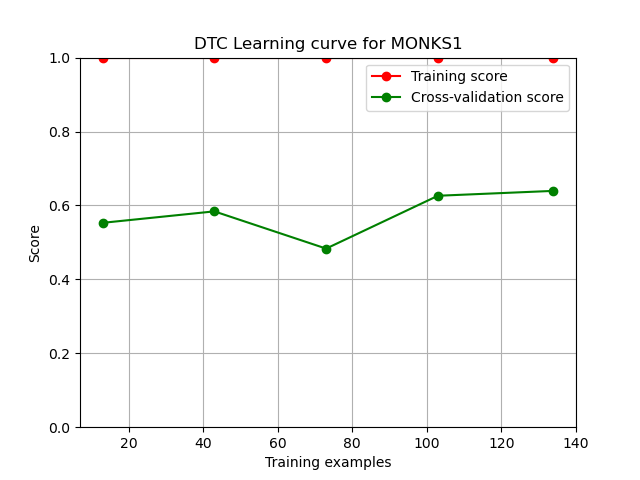 DTC Learning curve for MONKS1
1.0
0.8
0.6
0.4
0.2
0.0
Score
Training score
Cross-validation score
20 40 60 80 100 120 140
Training examples